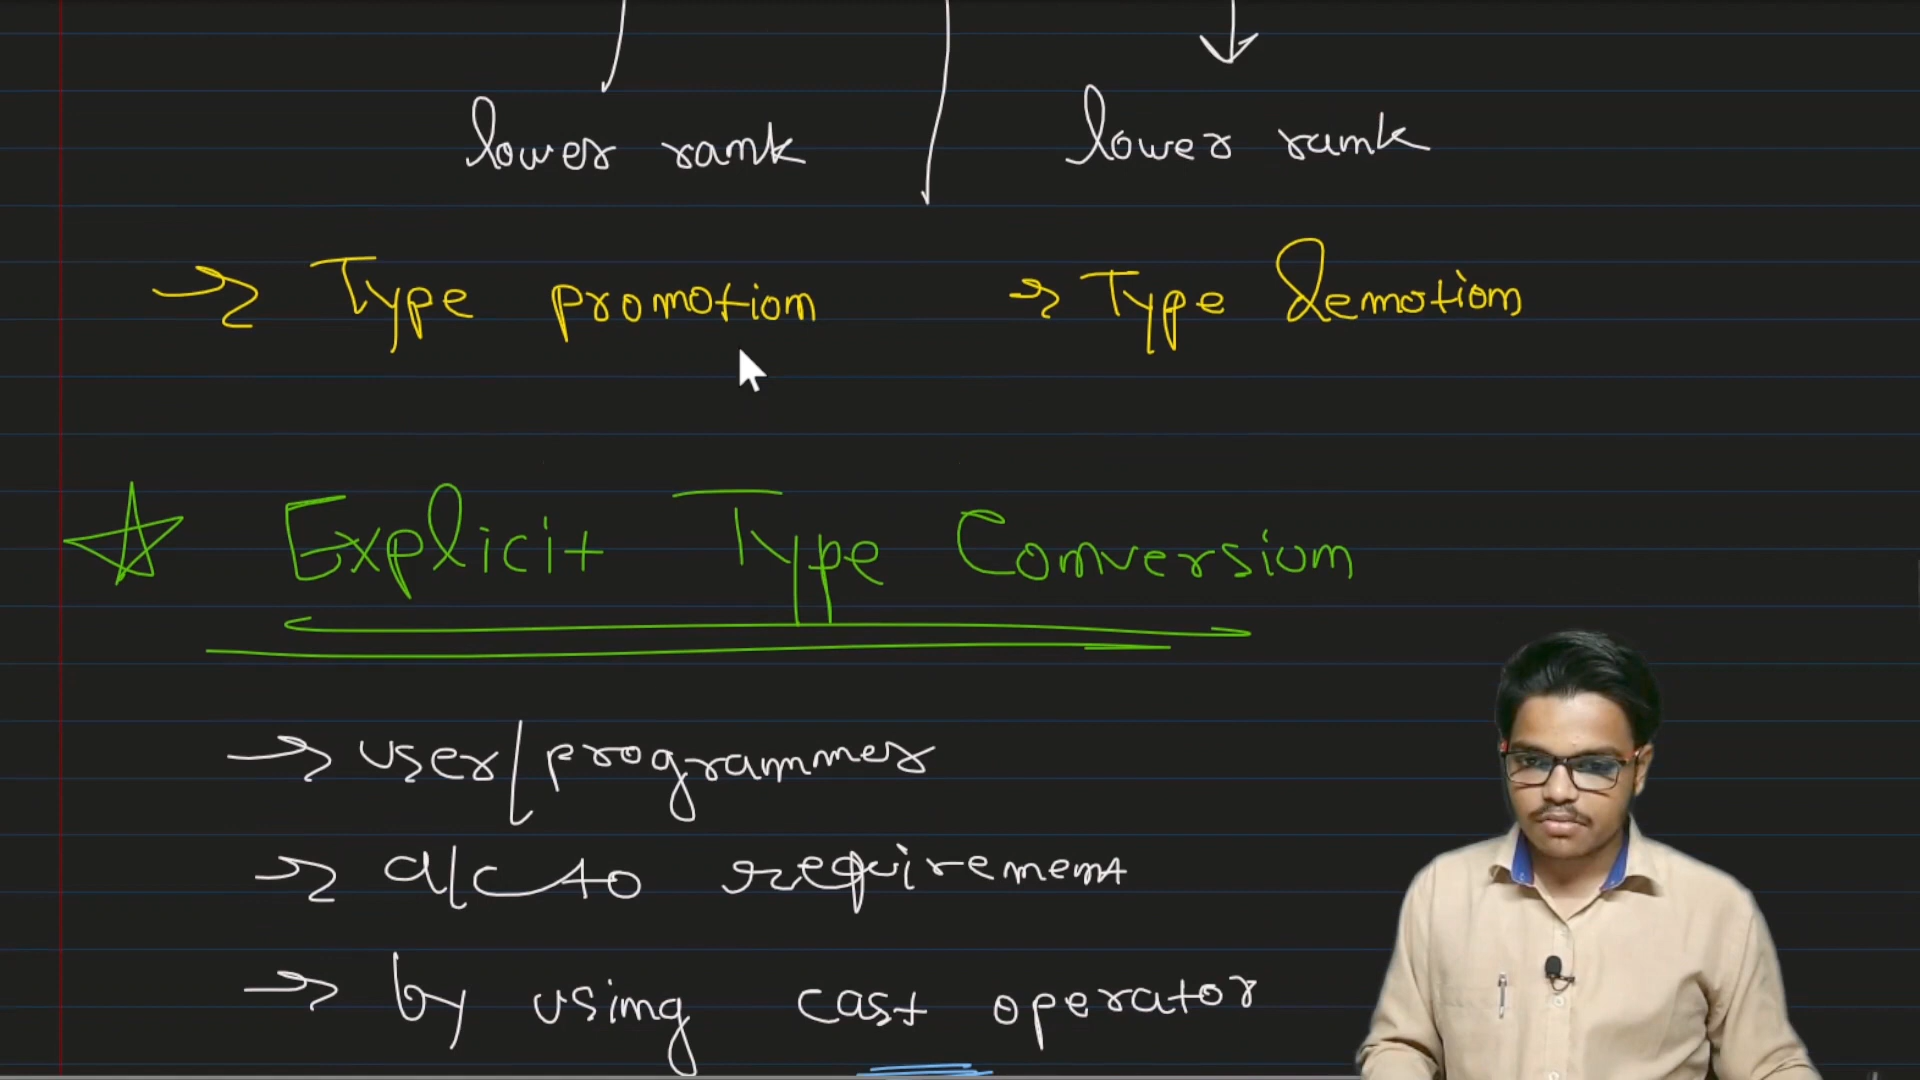 lower rank lower rank
→ Type promotion → Type demotion
☆ Explicit Type Conversion
→ user/programmer
→ a/c to requirement
→ by using cast operator